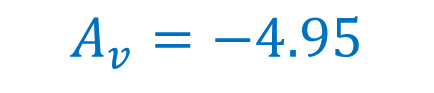 A_v = −4.95